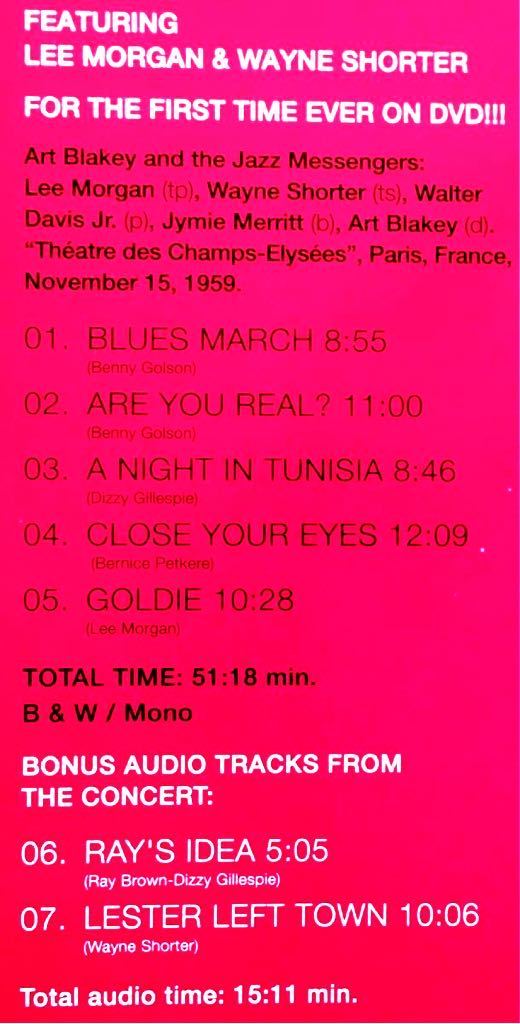 FEATURING
LEE MORGAN & WAYNE SHORTER
FOR THE FIRST TIME EVER ON DVD!!!
Art Blakey and the Jazz Messengers:
Lee Morgan (tp), Wayne Shorter (ts), Walter
Davis Jr. (p), Jymie Merritt (b), Art Blakey (d).
“Théatre des Champs-Elysées”, Paris, France,
November 15, 1959.
01. BLUES MARCH 8:55
(Benny Golson)
02. ARE YOU REAL? 11:00
(Benny Golson)
03. A NIGHT IN TUNISIA 8:46
(Dizzy Gillespie)
04. CLOSE YOUR EYES 12:09
(Bernice Petkere)
05. GOLDIE 10:28
(Lee Morgan)
TOTAL TIME: 51:18 min.
B & W / Mono
BONUS AUDIO TRACKS FROM
THE CONCERT:
06. RAY'S IDEA 5:05
(Ray Brown-Dizzy Gillespie)
07. LESTER LEFT TOWN 10:06
(Wayne Shorter)
Total audio time: 15:11 min.